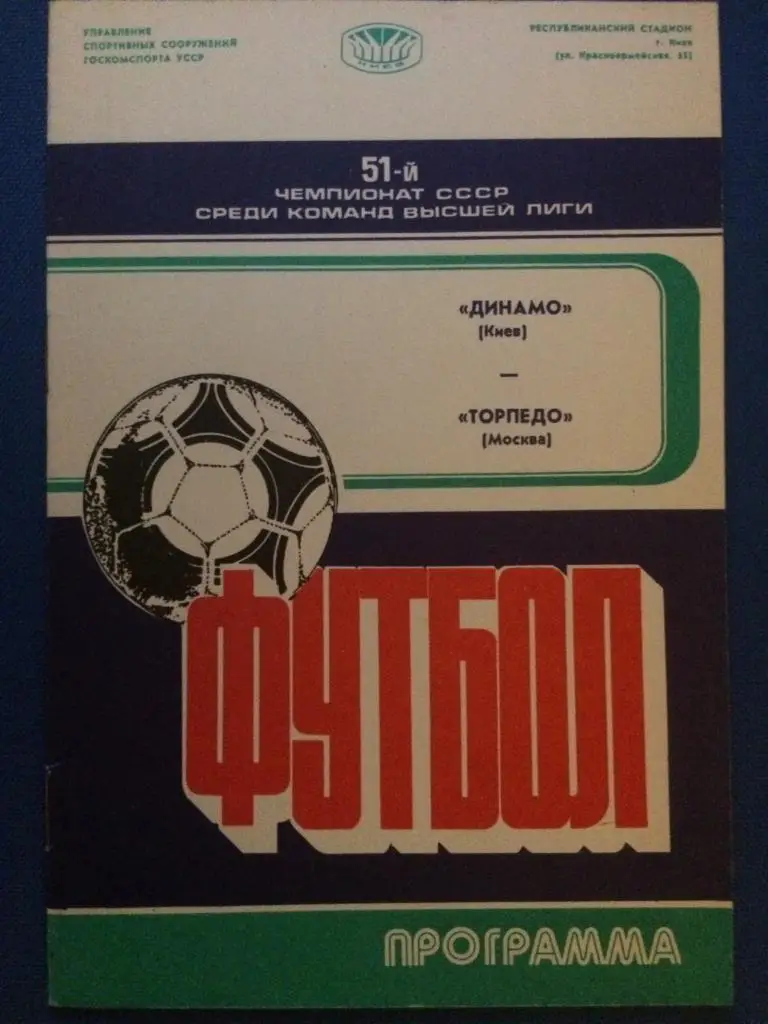 УПРАВЛЕНИЕ
СПОРТИВНЫХ СООРУЖЕНИЙ
ГОСКОМСПОРТА УССР
КИЕВ
РЕСПУБЛИКАНСКИЙ СТАДИОН
г. Киев
(ул. Красноармейская, 55)
51-й
ЧЕМПИОНАТ СССР
СРЕДИ КОМАНД ВЫСШЕЙ ЛИГИ
«ДИНАМО»
(Киев)
—
«ТОРПЕДО»
(Москва)
ФУТБОЛ
ПРОГРАММА